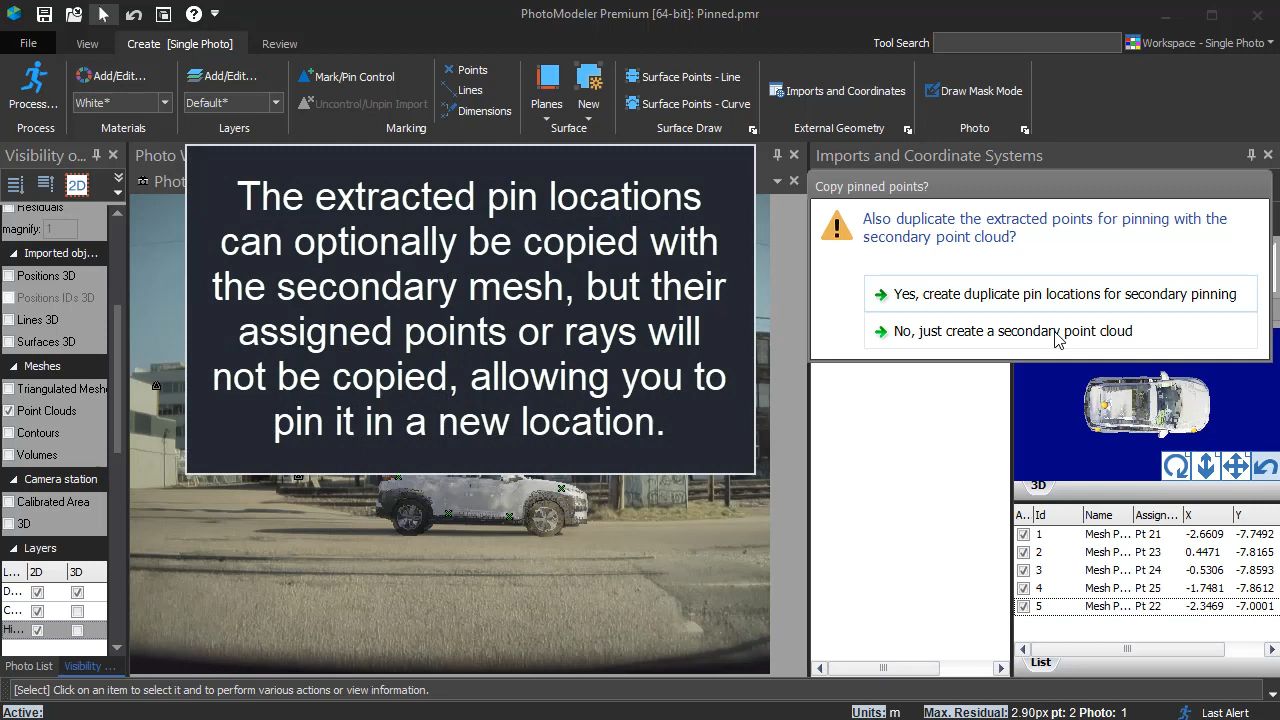 PhotoModeler Premium [64-bit]: Pinned.pmr
File
View
Create [Single Photo]
Review
Tool Search
Workspace - Single Photo
Process...
Add/Edit...
White*
Add/Edit...
Default*
Mark/Pin Control
Uncontrol/Unpin Import
Points
Lines
Dimensions
Planes
New
Surface Points - Line
Surface Points - Curve
Imports and Coordinates
Draw Mask Mode
Process
Materials
Layers
Marking
Surface
Surface Draw
External Geometry
Photo
Visibility o...
Residuals
magnify: 1
Imported obj...
Positions 3D
Positions IDs 3D
Lines 3D
Surfaces 3D
Meshes
Triangulated Meshe
Point Clouds
Contours
Volumes
Camera station
Calibrated Area
3D
Layers
L... 2D 3D
D...
C...
Hi...
Photo List
Visibility ...
Photo W
Phot
The extracted pin locations
can optionally be copied with
the secondary mesh, but their
assigned points or rays will
not be copied, allowing you to
pin it in a new location.
Imports and Coordinate Systems
Copy pinned points?
Also duplicate the extracted points for pinning with the
secondary point cloud?
Yes, create duplicate pin locations for secondary pinning
No, just create a secondary point cloud
3D
A.. Id Name Assign... X Y
1 Mesh P... Pt 21 -2.6609 -7.7492
2 Mesh P... Pt 23 0.4471 -7.8165
3 Mesh P... Pt 24 -0.5306 -7.8593
4 Mesh P... Pt 25 -1.7481 -7.8612
5 Mesh P... Pt 22 -2.3469 -7.0001
List
[Select] Click on an item to select it and to perform various actions or view information.
Active:
Units: m
Max. Residual: 2.90px pt: 2 Photo: 1
Last Alert